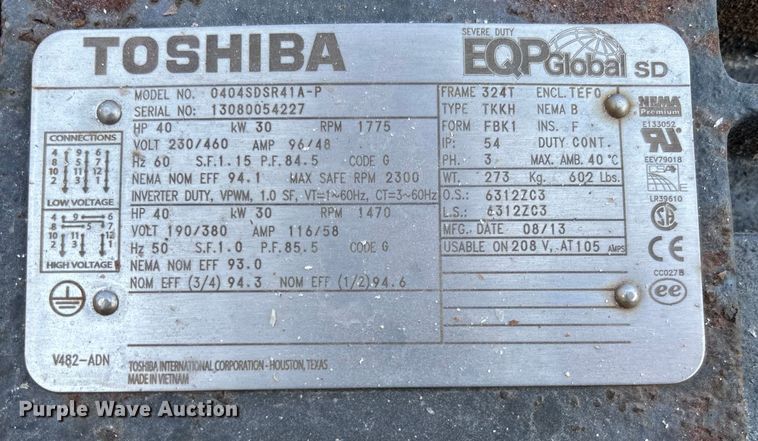 TOSHIBA
SEVERE DUTY
EQPGlobal SD
MODEL NO. 0404SDSR41A-P
SERIAL NO: 13080054227
HP 40 kW 30 RPM 1775
VOLT 230/460 AMP 96/48
Hz 60 S.F.1.15 P.F. 84.5 CODE G
NEMA NOM EFF 94.1 MAX SAFE RPM 2300
INVERTER DUTY, VPWM, 1.0 SF, VT=1~60HZ, CT=3~60HZ
HP 40 kW 30 RPM 1470
VOLT 190/380 AMP 116/58
Hz 50 S.F.1.0 P.F. 85.5 CODE G
NEMA NOM EFF 93.0
NOM EFF (3/4) 94.3 NOM EFF (1/2) 94.6
FRAME 324T ENCL. TEFC
TYPE TKKH NEMA B
FORM FBK1 INS. F
IP: 54 DUTY CONT.
PH. 3 MAX. AMB. 40°C
WT. 273 Kg. 602 Lbs.
O.S.: 6312ZC3
L.S.: 6312ZC3
MFG. DATE 08/13
USABLE ON 208 V, AT 105 AMPS
CONNECTIONS
LOW VOLTAGE
HIGH VOLTAGE
NEMA
Premium
E133052
EEV79018
LR39610
CE
ee
V482-ADN
TOSHIBA INTERNATIONAL CORPORATION - HOUSTON, TEXAS
MADE IN VIETNAM
Purple Wave Auction